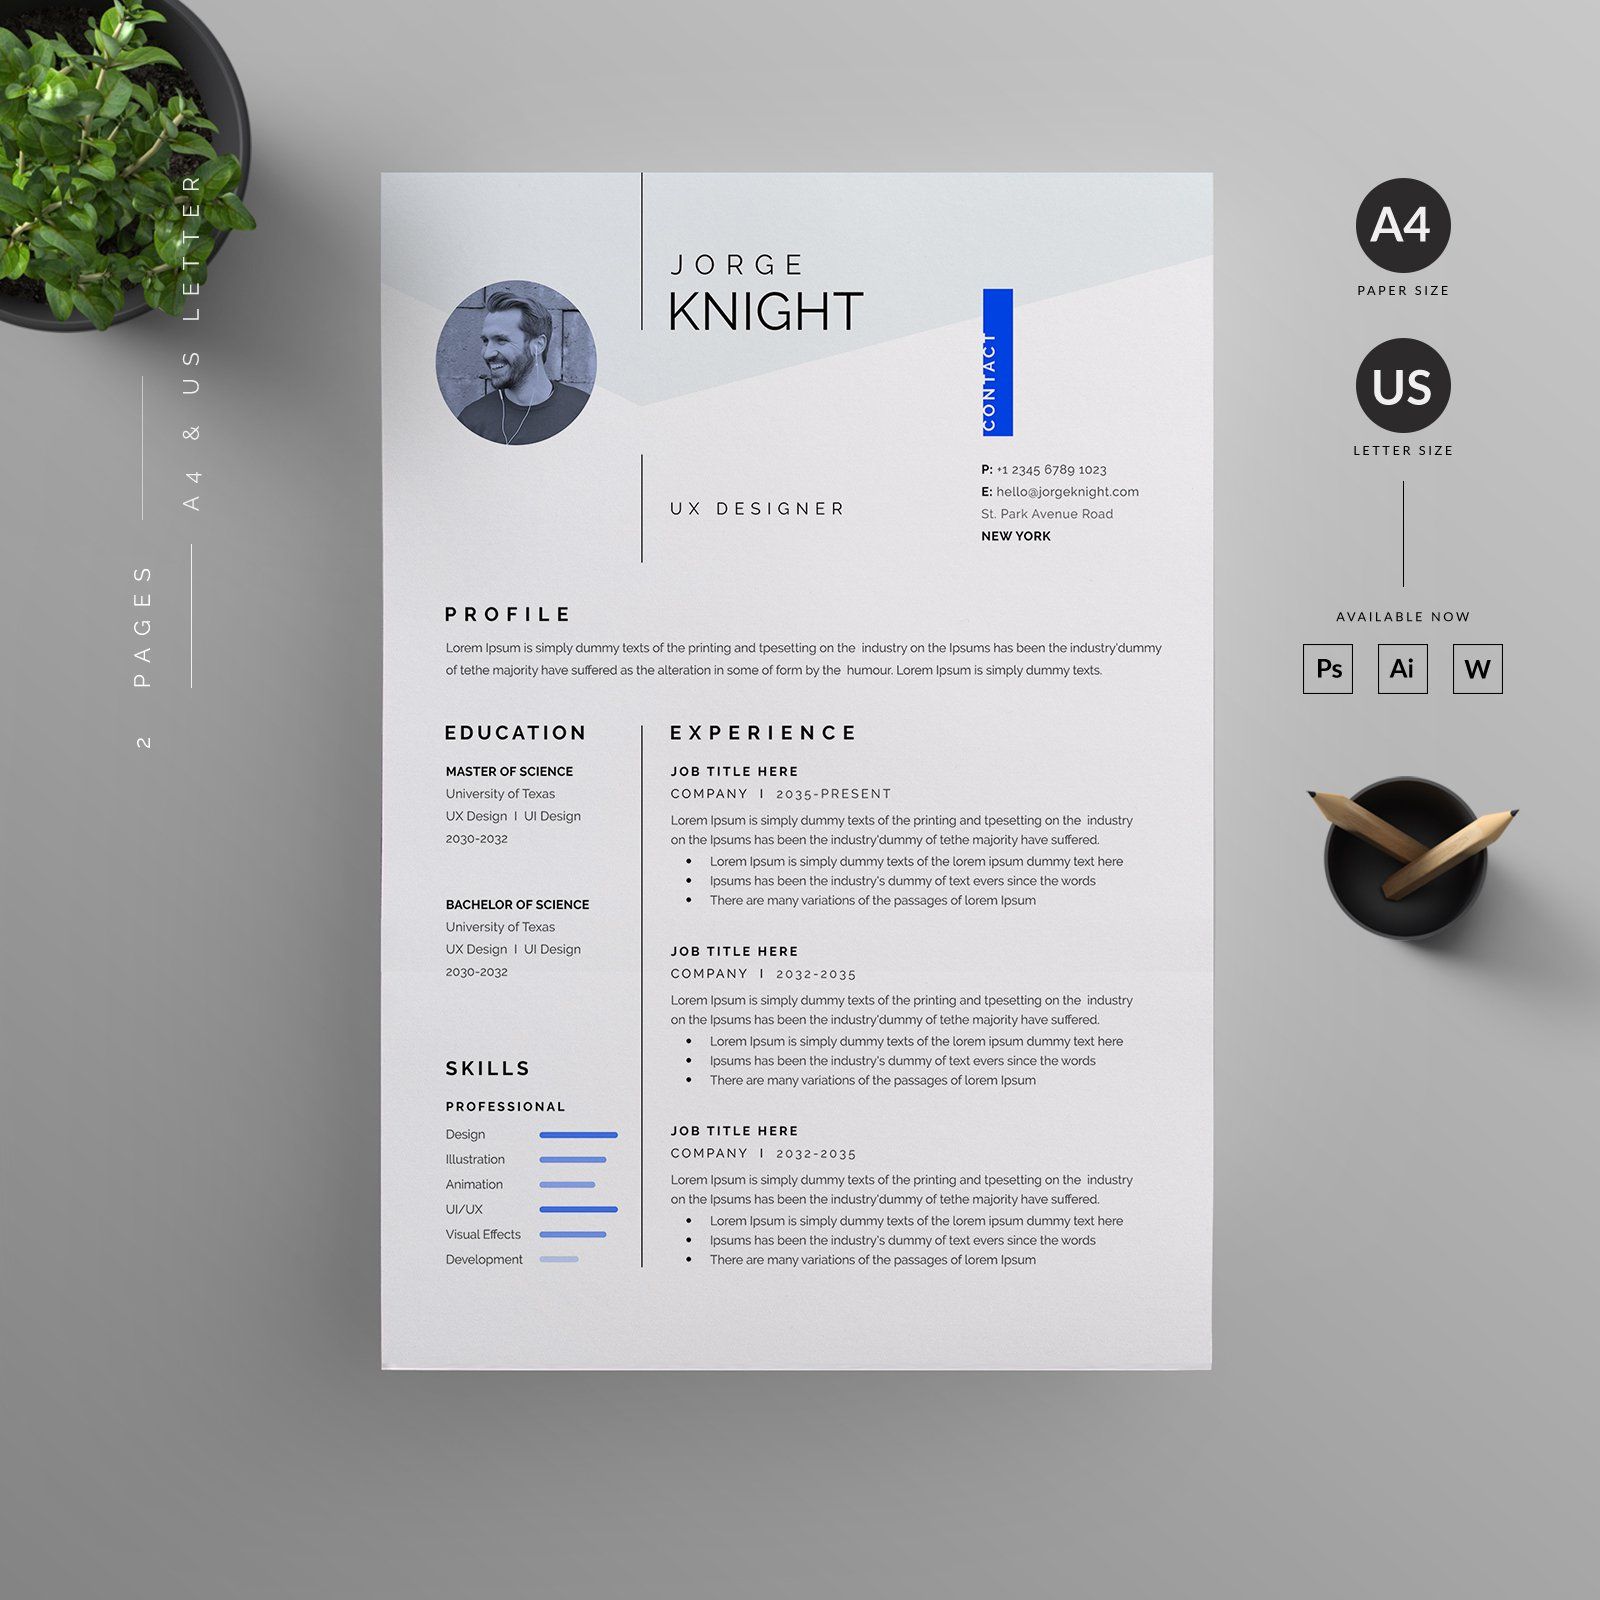 2 PAGES
A4 & US LETTER
JORGE
KNIGHT
UX DESIGNER
CONTACT
P: +1 2345 6789 1023
E: hello@jorgeknight.com
St. Park Avenue Road
NEW YORK
PROFILE
Lorem Ipsum is simply dummy texts of the printing and tpesetting on the industry on the Ipsums has been the industry'dummy
of tethe majority have suffered as the alteration in some of form by the humour. Lorem Ipsum is simply dummy texts.
EDUCATION
MASTER OF SCIENCE
University of Texas
UX Design I UI Design
2030-2032
BACHELOR OF SCIENCE
University of Texas
UX Design I UI Design
2030-2032
SKILLS
PROFESSIONAL
Design
Illustration
Animation
UI/UX
Visual Effects
Development
EXPERIENCE
JOB TITLE HERE
COMPANY I 2035-PRESENT
Lorem Ipsum is simply dummy texts of the printing and tpesetting on the industry
on the Ipsums has been the industry'dummy of tethe majority have suffered.
• Lorem Ipsum is simply dummy texts of the lorem ipsum dummy text here
• Ipsums has been the industry's dummy of text evers since the words
• There are many variations of the passages of lorem Ipsum
JOB TITLE HERE
COMPANY I 2032-2035
Lorem Ipsum is simply dummy texts of the printing and tpesetting on the industry
on the Ipsums has been the industry'dummy of tethe majority have suffered.
• Lorem Ipsum is simply dummy texts of the lorem ipsum dummy text here
• Ipsums has been the industry's dummy of text evers since the words
• There are many variations of the passages of lorem Ipsum
JOB TITLE HERE
COMPANY I 2032-2035
Lorem Ipsum is simply dummy texts of the printing and tpesetting on the industry
on the Ipsums has been the industry'dummy of tethe majority have suffered.
• Lorem Ipsum is simply dummy texts of the lorem ipsum dummy text here
• Ipsums has been the industry's dummy of text evers since the words
• There are many variations of the passages of lorem Ipsum
A4
PAPER SIZE
US
LETTER SIZE
AVAILABLE NOW
Ps Ai W